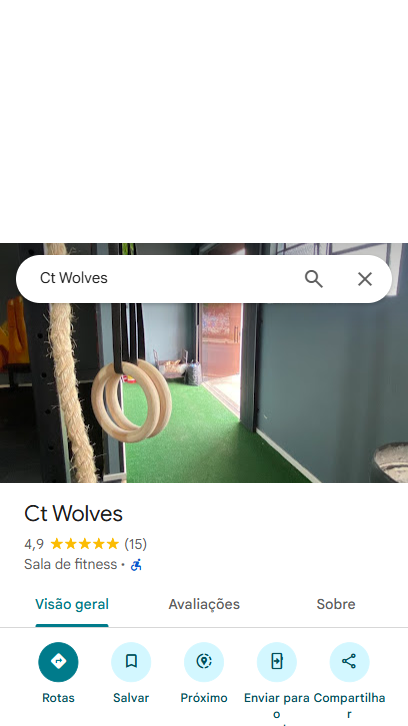 Ct Wolves
Ct Wolves
4,9 (15)
Sala de fitness ·
Visão geral
Avaliações
Sobre
Rotas
Salvar
Próximo
Enviar para o
Compartilhar